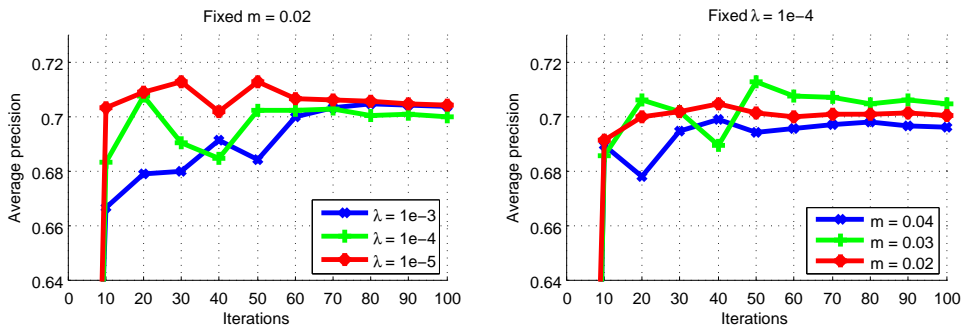 Fixed m = 0.02
Average precision
0.72
0.7
0.68
0.66
0.64
0 10 20 30 40 50 60 70 80 90 100
Iterations
λ = 1e−3
λ = 1e−4
λ = 1e−5
Fixed λ = 1e−4
Average precision
0.72
0.7
0.68
0.66
0.64
0 10 20 30 40 50 60 70 80 90 100
Iterations
m = 0.04
m = 0.03
m = 0.02